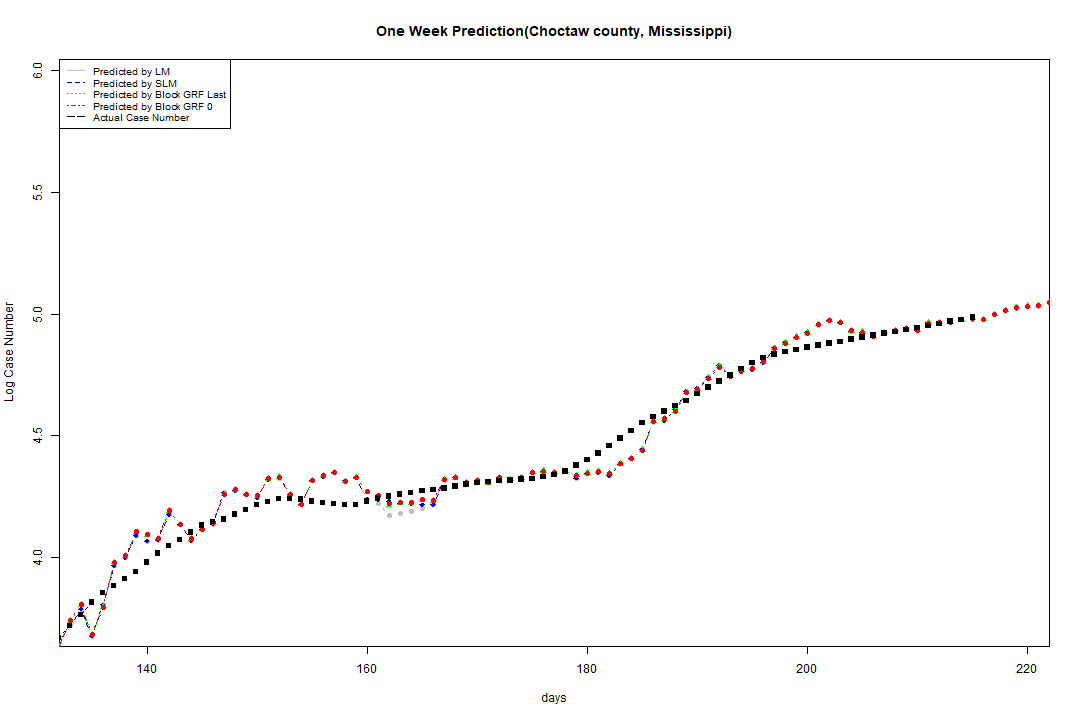 One Week Prediction(Choctaw county, Mississippi)
Predicted by LM
Predicted by SLM
Predicted by Block GRF Last
Predicted by Block GRF 0
Actual Case Number
6.0
5.5
5.0
4.5
4.0
Log Case Number
140 160 180 200 220
days